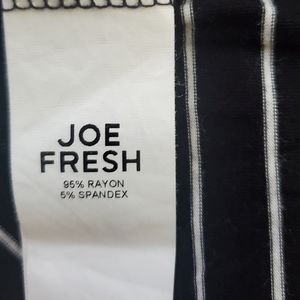 JOE
FRESH
95% RAYON
5% SPANDEX